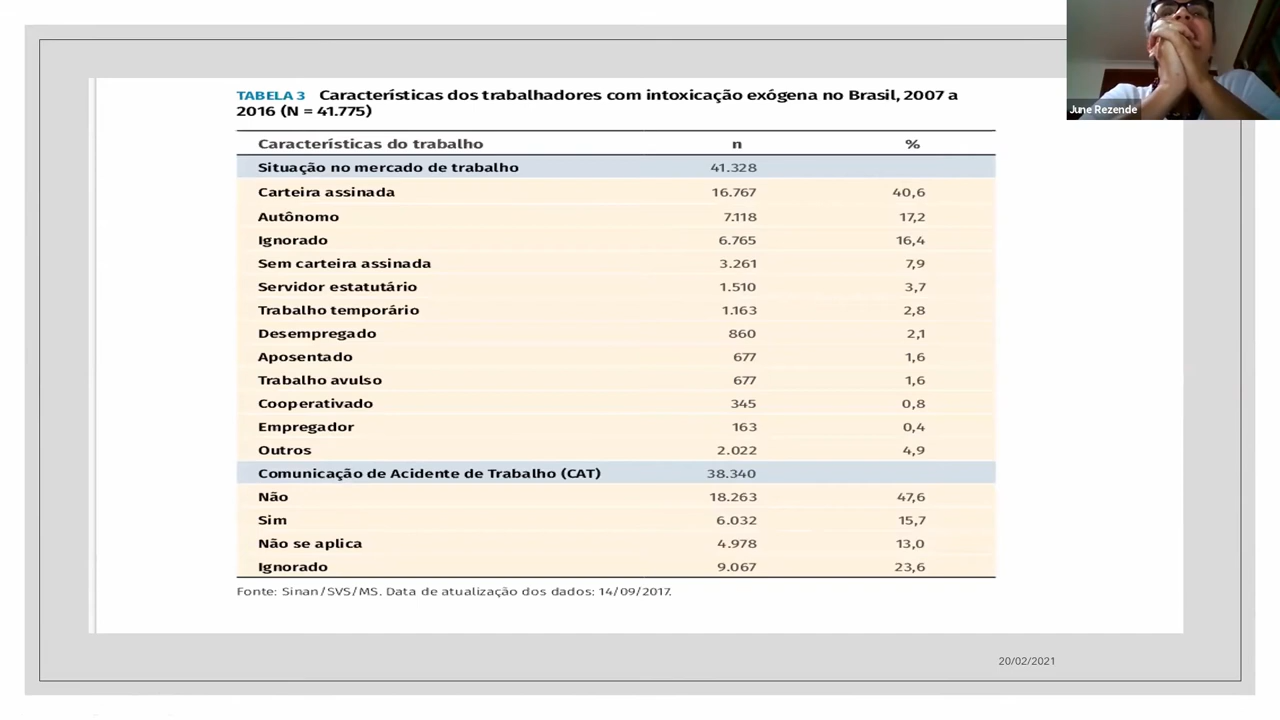 June Rezende
TABELA 3 Características dos trabalhadores com intoxicação exógena no Brasil, 2007 a
2016 (N = 41.775)
Características do trabalho n %
Situação no mercado de trabalho 41.328
Carteira assinada 16.767 40,6
Autônomo 7.118 17,2
Ignorado 6.765 16,4
Sem carteira assinada 3.261 7,9
Servidor estatutário 1.510 3,7
Trabalho temporário 1.163 2,8
Desempregado 860 2,1
Aposentado 677 1,6
Trabalho avulso 677 1,6
Cooperativado 345 0,8
Empregador 163 0,4
Outros 2.022 4,9
Comunicação de Acidente de Trabalho (CAT) 38.340
Não 18.263 47,6
Sim 6.032 15,7
Não se aplica 4.978 13,0
Ignorado 9.067 23,6
Fonte: Sinan/SVS/MS. Data de atualização dos dados: 14/09/2017.
20/02/2021